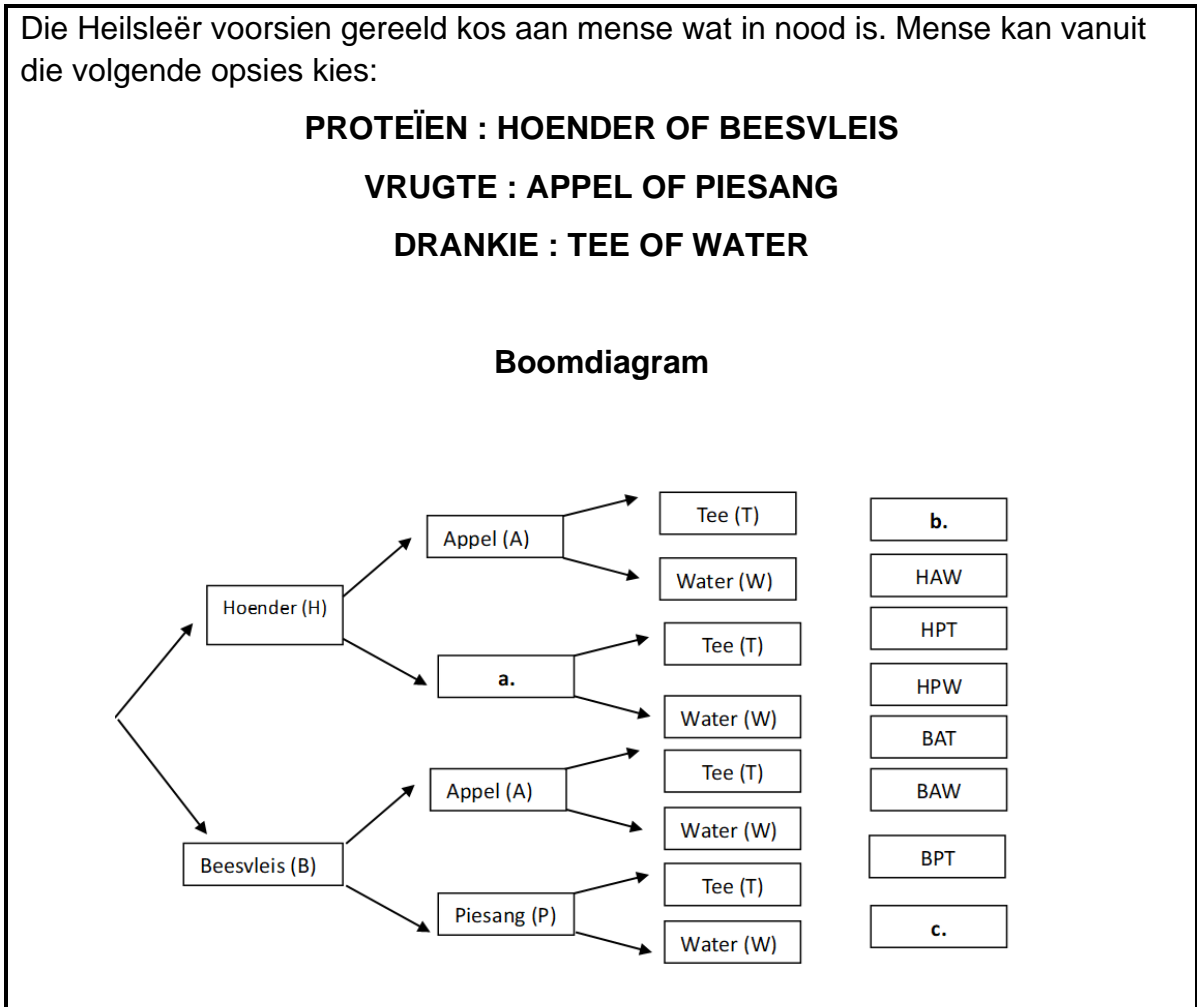 Die Heilsleër voorsien gereeld kos aan mense wat in nood is. Mense kan vanuit
die volgende opsies kies:
PROTEÏEN : HOENDER OF BEESVLEIS
VRUGTE : APPEL OF PIESANG
DRANKIE : TEE OF WATER
Boomdiagram
Tee (T)
b.
Appel (A)
Water (W)
HAW
Hoender (H)
Tee (T)
HPT
a.
HPW
Water (W)
BAT
Tee (T)
Appel (A)
BAW
Water (W)
Beesvleis (B)
BPT
Tee (T)
Piesang (P)
Water (W)
c.